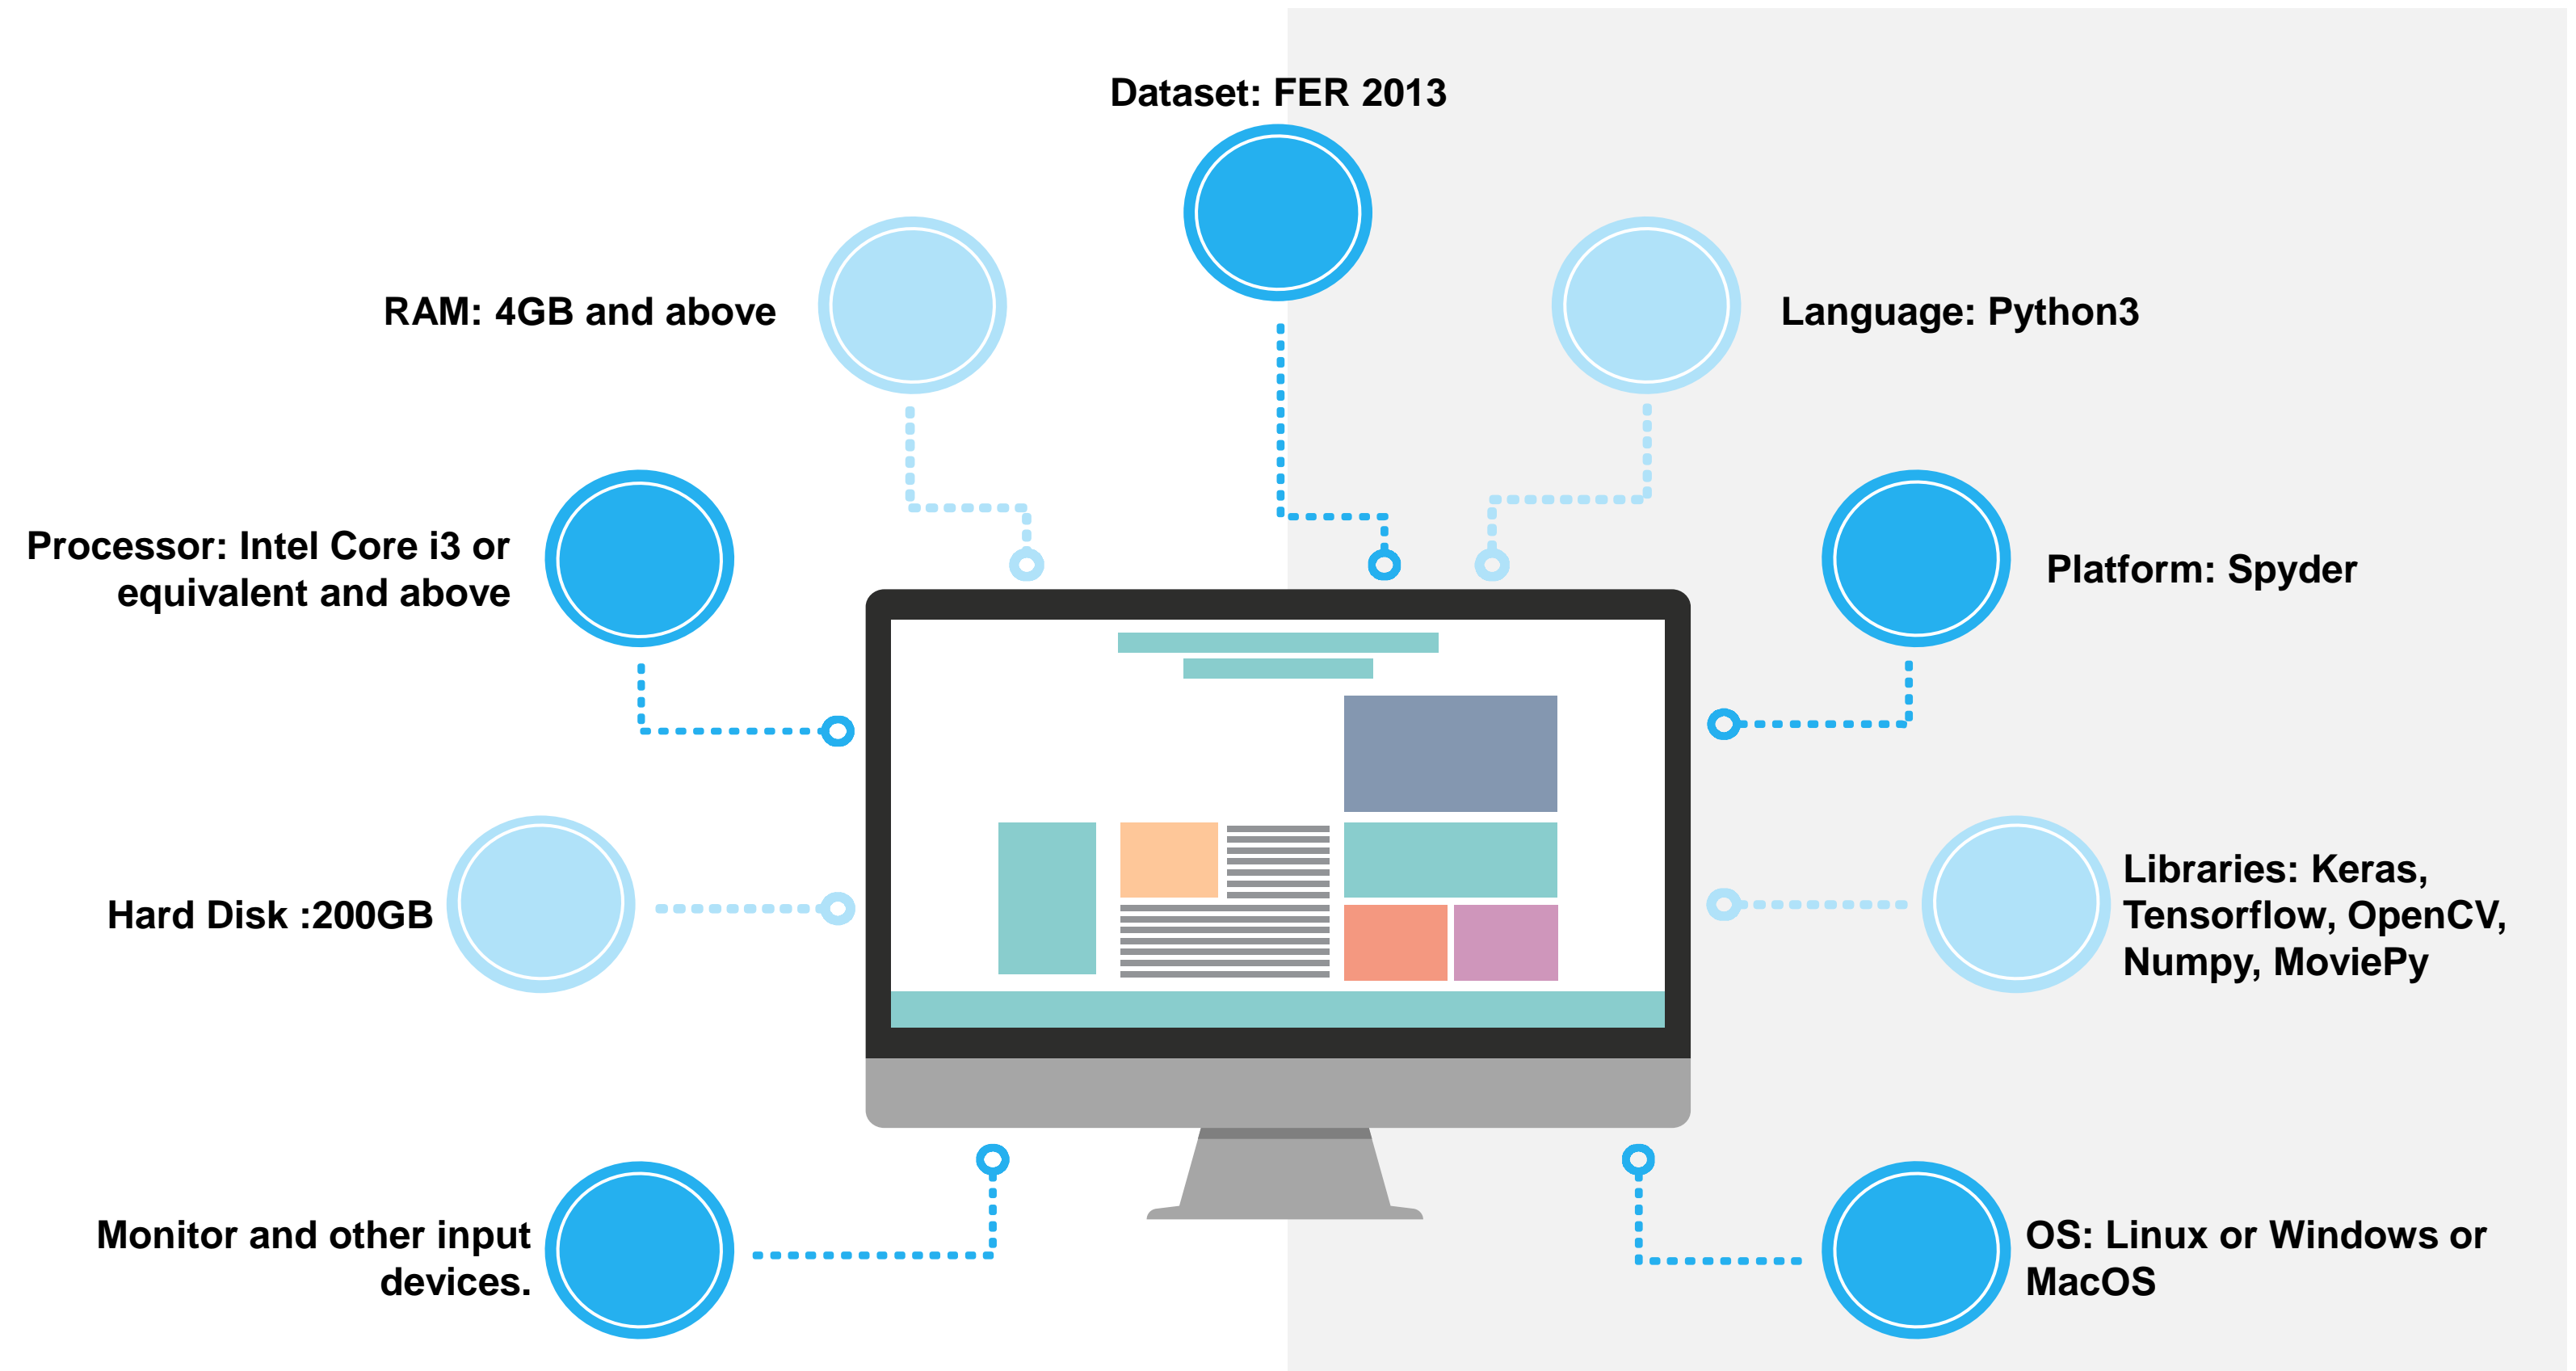 Dataset: FER 2013
RAM: 4GB and above
Language: Python3
Processor: Intel Core i3 or
equivalent and above
Platform: Spyder
Hard Disk :200GB
Libraries: Keras,
Tensorflow, OpenCV,
Numpy, MoviePy
Monitor and other input
devices.
OS: Linux or Windows or
MacOS